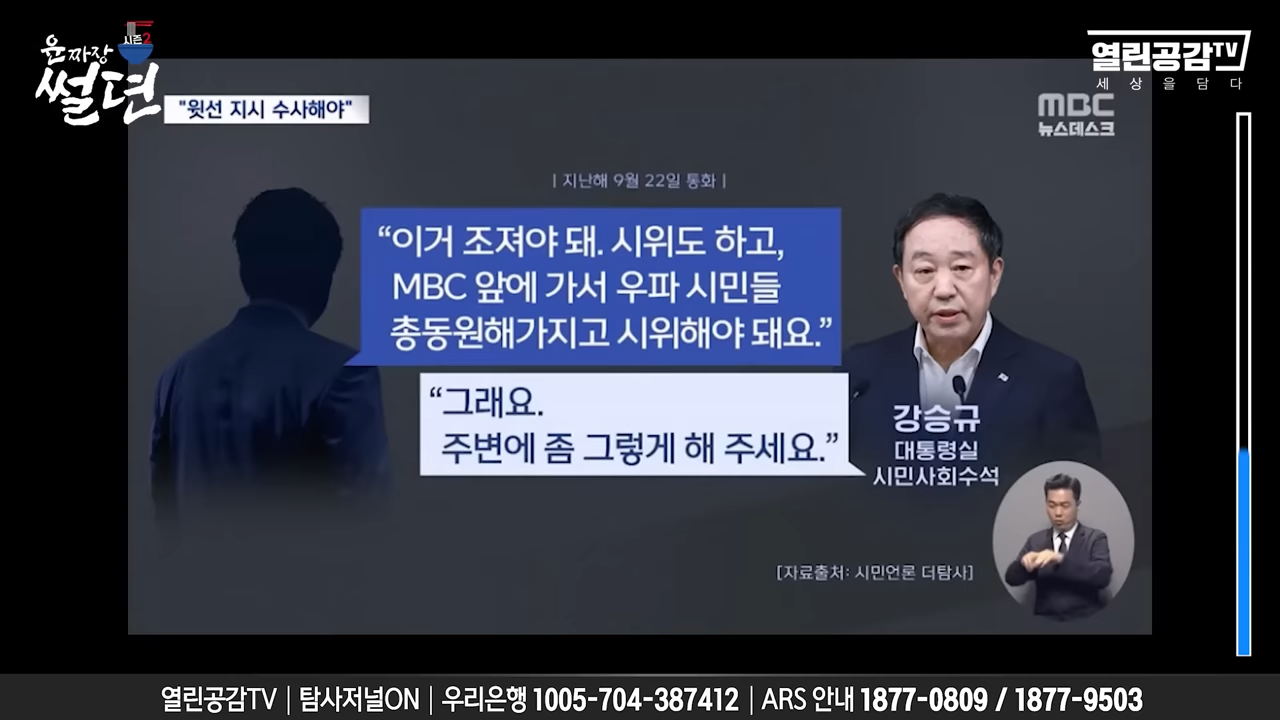 윤짜장
시즌2
썰뎐
열린공감TV
세상을 담다
"윗선 지시 수사해야"
MBC
뉴스데스크
| 지난해 9월 22일 통화 |
“이거 조져야 돼. 시위도 하고,
MBC 앞에 가서 우파 시민들
총동원해가지고 시위해야 돼요.”
“그래요.
주변에 좀 그렇게 해 주세요.”
강승규
대통령실
시민사회수석
[자료출처: 시민언론 더탐사]
열린공감TV | 탐사저널ON | 우리은행 1005-704-387412 | ARS 안내 1877-0809 / 1877-9503